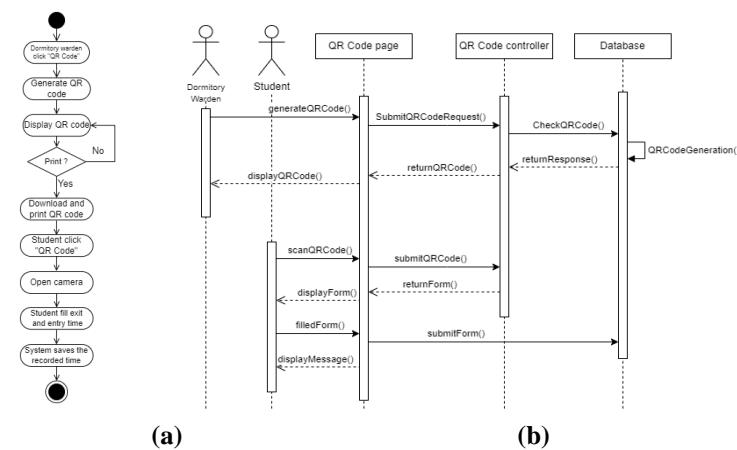 Dormitory warden
click "QR Code"
Generate QR
code
Display QR code
Print ?
No
Yes
Download and
print QR code
Student click
"QR Code"
Open camera
Student fill exit
and entry time
System saves the
recorded time
(a)
Dormitory
Warden
Student
QR Code page
QR Code controller
Database
generateQRCode()
SubmitQRCodeRequest()
CheckQRCode()
QRCodeGeneration(
returnResponse()
returnQRCode()
displayQRCode()
scanQRCode()
submitQRCode()
returnForm()
displayForm()
filledForm()
submitForm()
displayMessage()
(b)